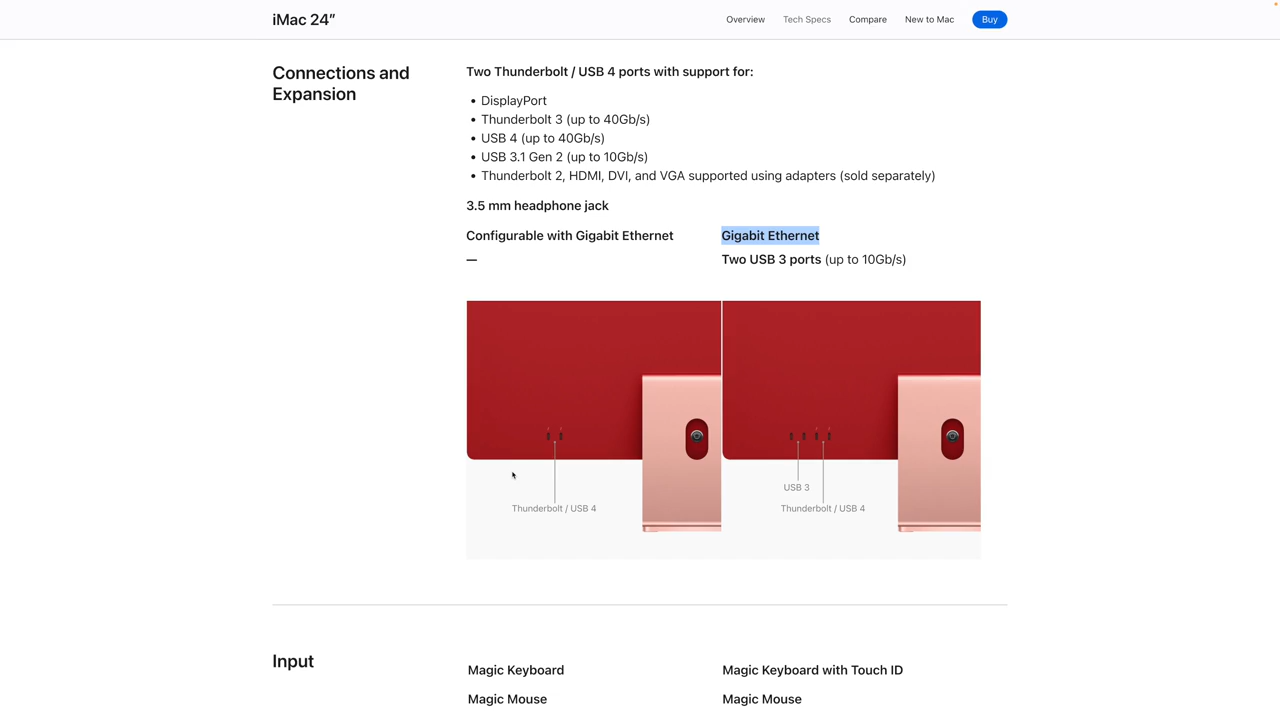 iMac 24″
Overview Tech Specs Compare New to Mac Buy
Connections and
Expansion
Two Thunderbolt / USB 4 ports with support for:
• DisplayPort
• Thunderbolt 3 (up to 40Gb/s)
• USB 4 (up to 40Gb/s)
• USB 3.1 Gen 2 (up to 10Gb/s)
• Thunderbolt 2, HDMI, DVI, and VGA supported using adapters (sold separately)
3.5 mm headphone jack
Configurable with Gigabit Ethernet Gigabit Ethernet
— Two USB 3 ports (up to 10Gb/s)
USB 3
Thunderbolt / USB 4 Thunderbolt / USB 4
Input
Magic Keyboard Magic Keyboard with Touch ID
Magic Mouse Magic Mouse